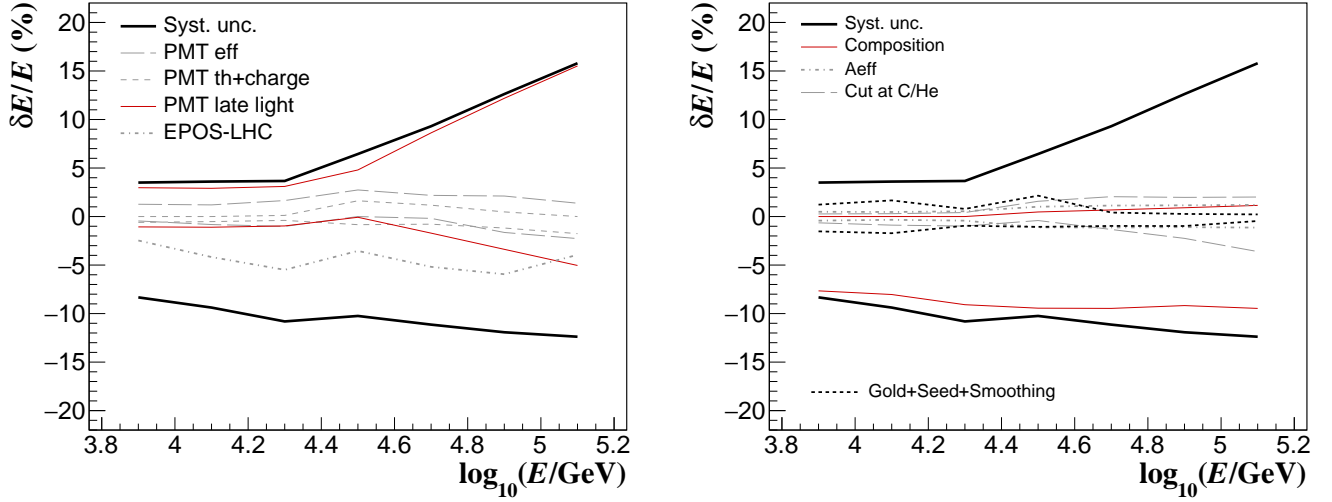 δE/E (%)
20
15
10
5
0
−5
−10
−15
−20
Syst. unc.
PMT eff
PMT th+charge
PMT late light
EPOS-LHC
3.8 4 4.2 4.4 4.6 4.8 5 5.2
log10(E/GeV)
δE/E (%)
20
15
10
5
0
−5
−10
−15
−20
Syst. unc.
Composition
Aeff
Cut at C/He
Gold+Seed+Smoothing
3.8 4 4.2 4.4 4.6 4.8 5 5.2
log10(E/GeV)